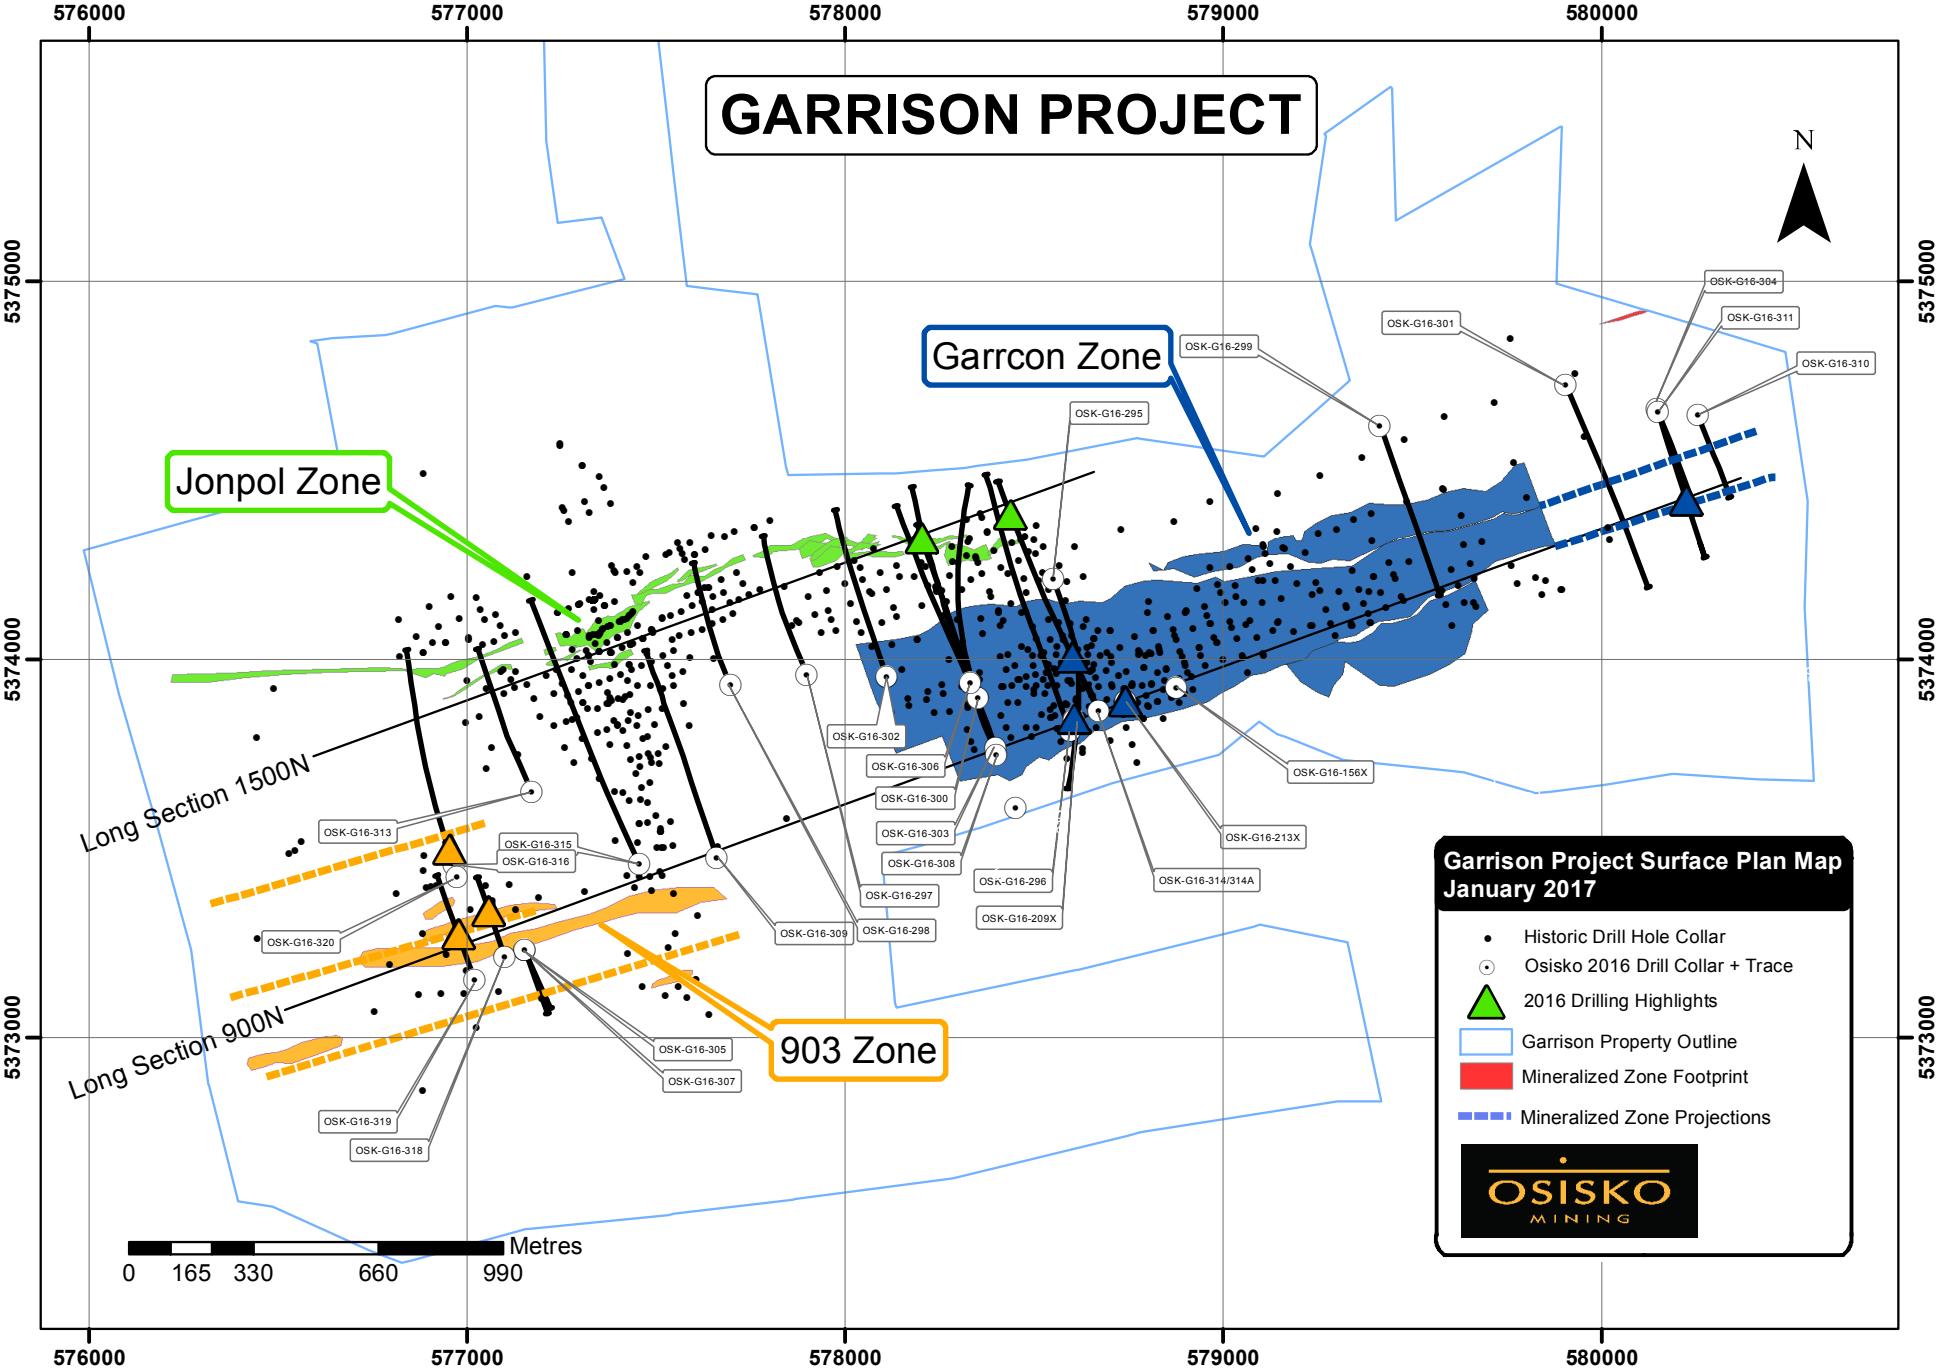 576000
577000
578000
579000
580000
GARRISON PROJECT
N
5375000
5375000
OSK-G16-304
OSK-G16-311
OSK-G16-301
OSK-G16-299
OSK-G16-310
Garrcon Zone
OSK-G16-295
Jonpol Zone
5374000
5374000
OSK-G16-302
OSK-G16-306
OSK-G16-156X
Long Section 1500N
OSK-G16-300
OSK-G16-313
OSK-G16-303
OSK-G16-213X
OSK-G16-315
OSK-G16-316
OSK-G16-308
OSK-G16-296
OSK-G16-314/314A
OSK-G16-297
OSK-G16-209X
OSK-G16-320
OSK-G16-309
OSK-G16-298
Long Section 900N
5373000
5373000
903 Zone
OSK-G16-305
OSK-G16-307
OSK-G16-319
OSK-G16-318
Garrison Project Surface Plan Map
January 2017
Historic Drill Hole Collar
Osisko 2016 Drill Collar + Trace
2016 Drilling Highlights
Garrison Property Outline
Mineralized Zone Footprint
Mineralized Zone Projections
OSISKO
MINING
Metres
0 165 330 660 990
576000
577000
578000
579000
580000